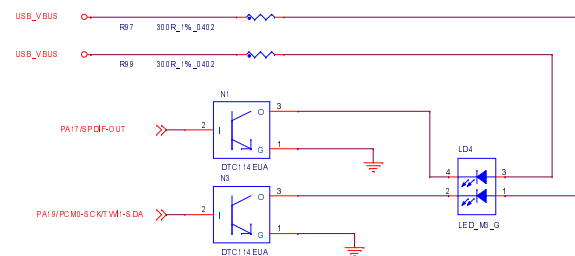 USB_VBUS
R97 300R_1%_0402
USB_VBUS
R99 300R_1%_0402
N1
O 3
PA17/SPDIF-OUT 2 I
G 1
DTC114EUA
LD4
4 3
2 1
LED_M3_G
N3
O 3
PA19/PCM0-SCK/TWI1-SDA 2 I
G 1
DTC114EUA